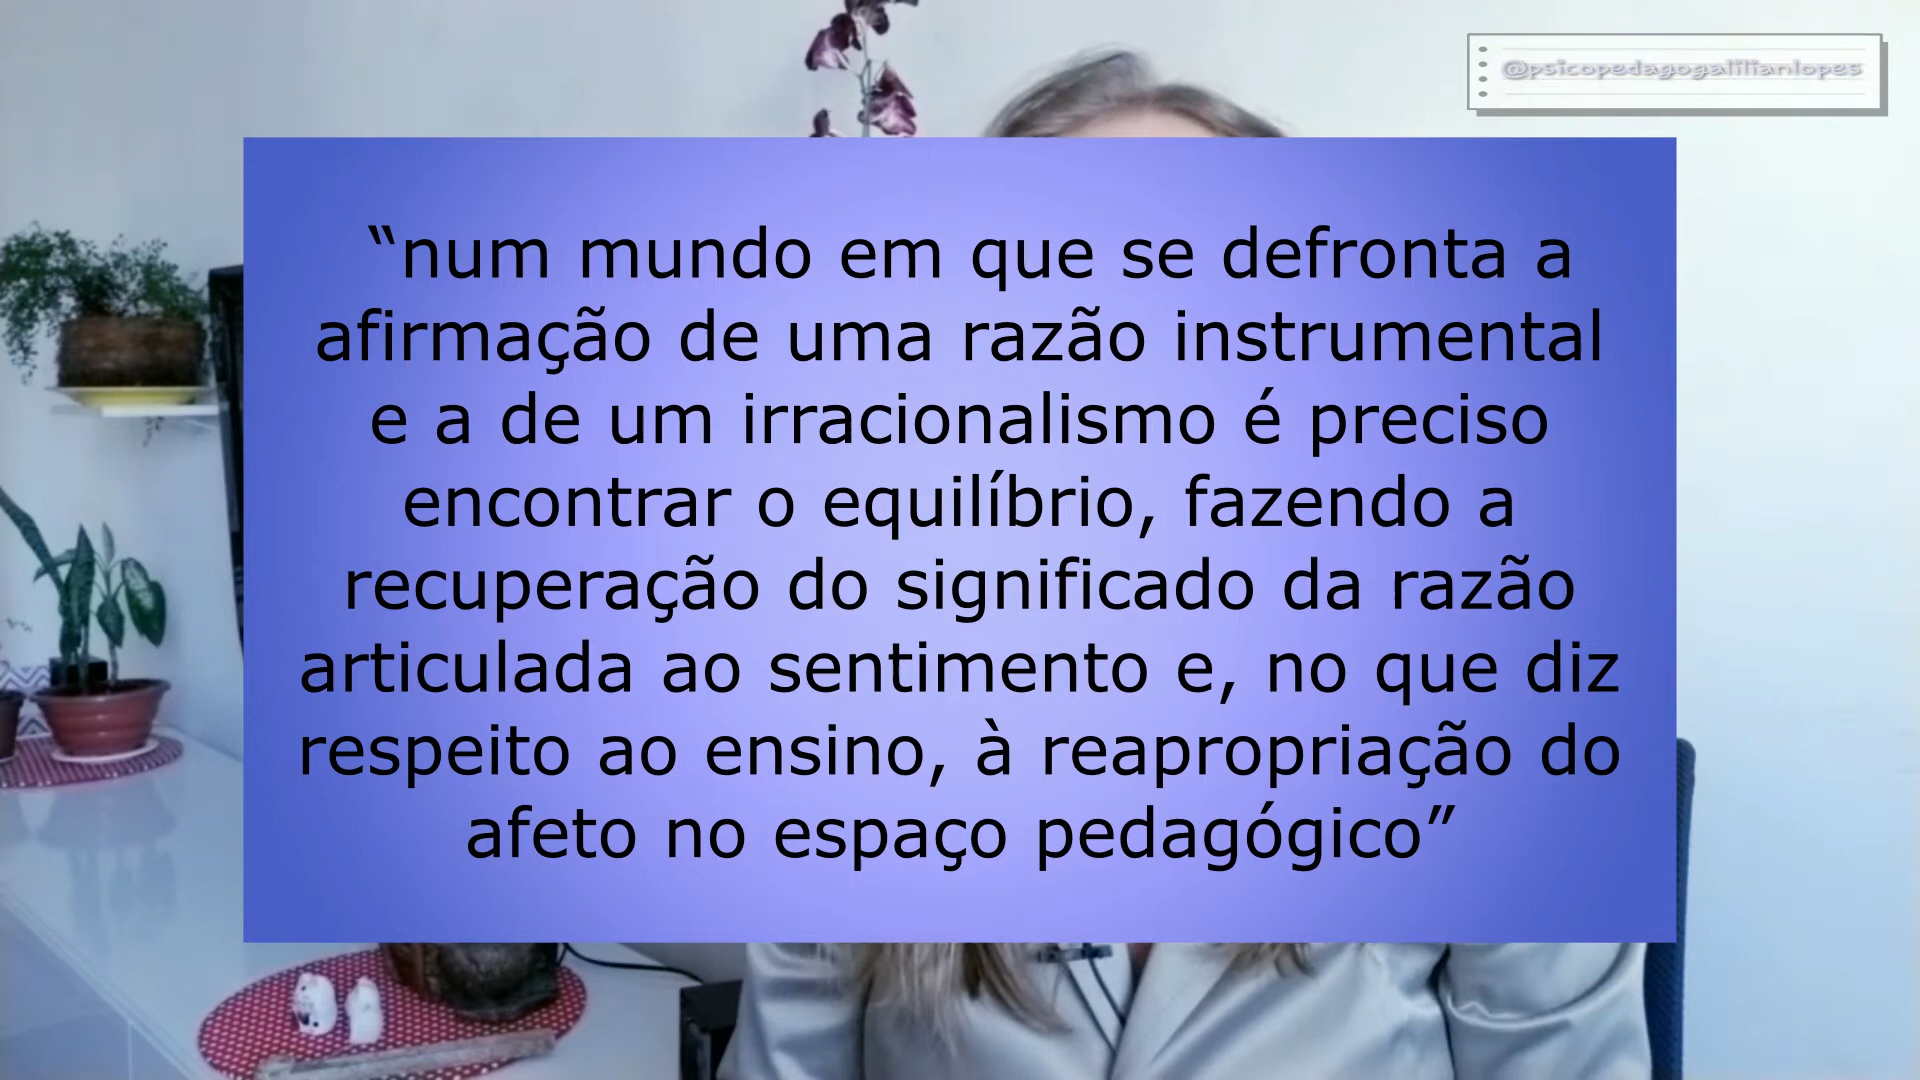 @psicopedagogalilianlopes
“num mundo em que se defronta a
afirmação de uma razão instrumental
e a de um irracionalismo é preciso
encontrar o equilíbrio, fazendo a
recuperação do significado da razão
articulada ao sentimento e, no que diz
respeito ao ensino, à reapropriação do
afeto no espaço pedagógico”